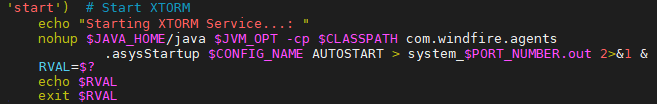 'start')  # Start XTORM
echo "Starting XTORM Service...: "
nohup $JAVA_HOME/java $JVM_OPT -cp $CLASSPATH com.windfire.agents
.asysStartup $CONFIG_NAME AUTOSTART > system_$PORT_NUMBER.out 2>&1 &
RVAL=$?
echo $RVAL
exit $RVAL